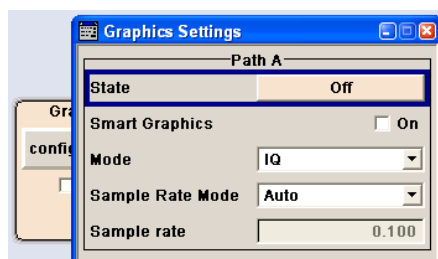 Graphics Settings
Path A
State Off
Smart Graphics On
Mode IQ
Sample Rate Mode Auto
Sample rate 0.100